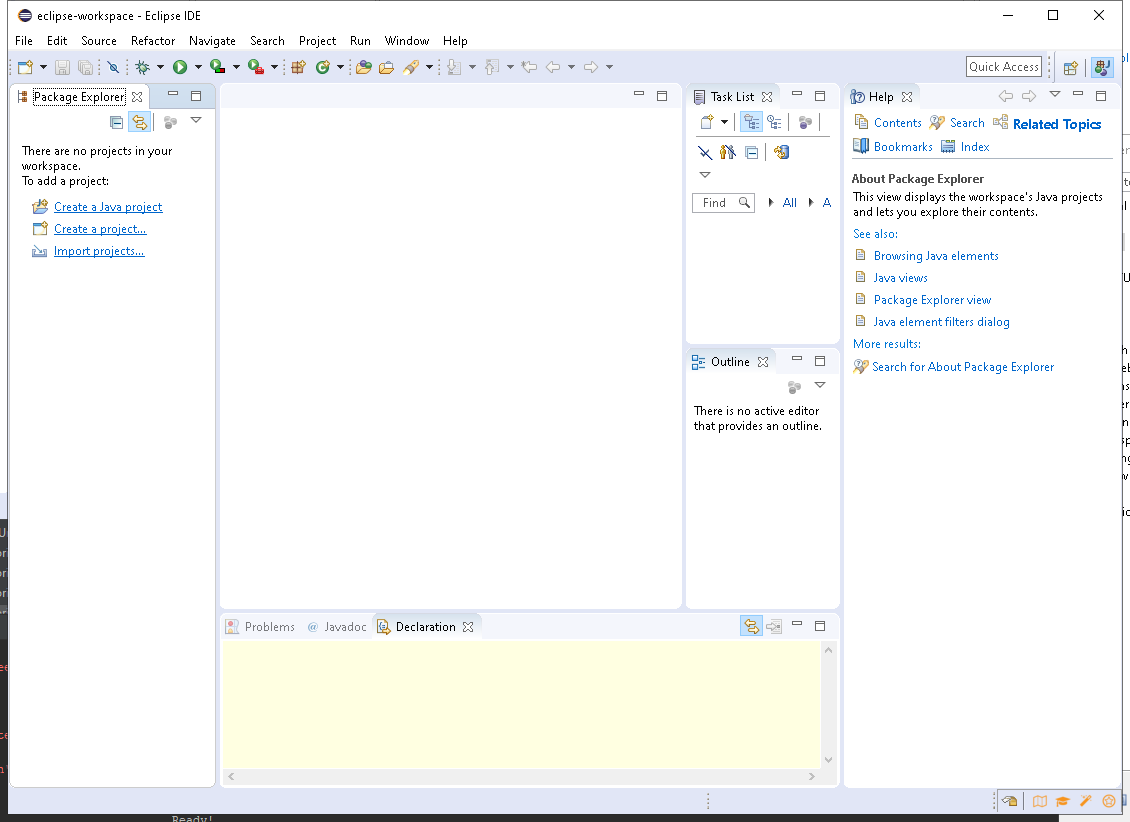 eclipse-workspace - Eclipse IDE
File Edit Source Refactor Navigate Search Project Run Window Help
Quick Access
Package Explorer
There are no projects in your
workspace.
To add a project:
Create a Java project
Create a project...
Import projects...
Task List
Find All A
Outline
There is no active editor
that provides an outline.
Help
Contents Search Related Topics
Bookmarks Index
About Package Explorer
This view displays the workspace's Java projects
and lets you explore their contents.
See also:
Browsing Java elements
Java views
Package Explorer view
Java element filters dialog
More results:
Search for About Package Explorer
Problems @ Javadoc Declaration
Ready!